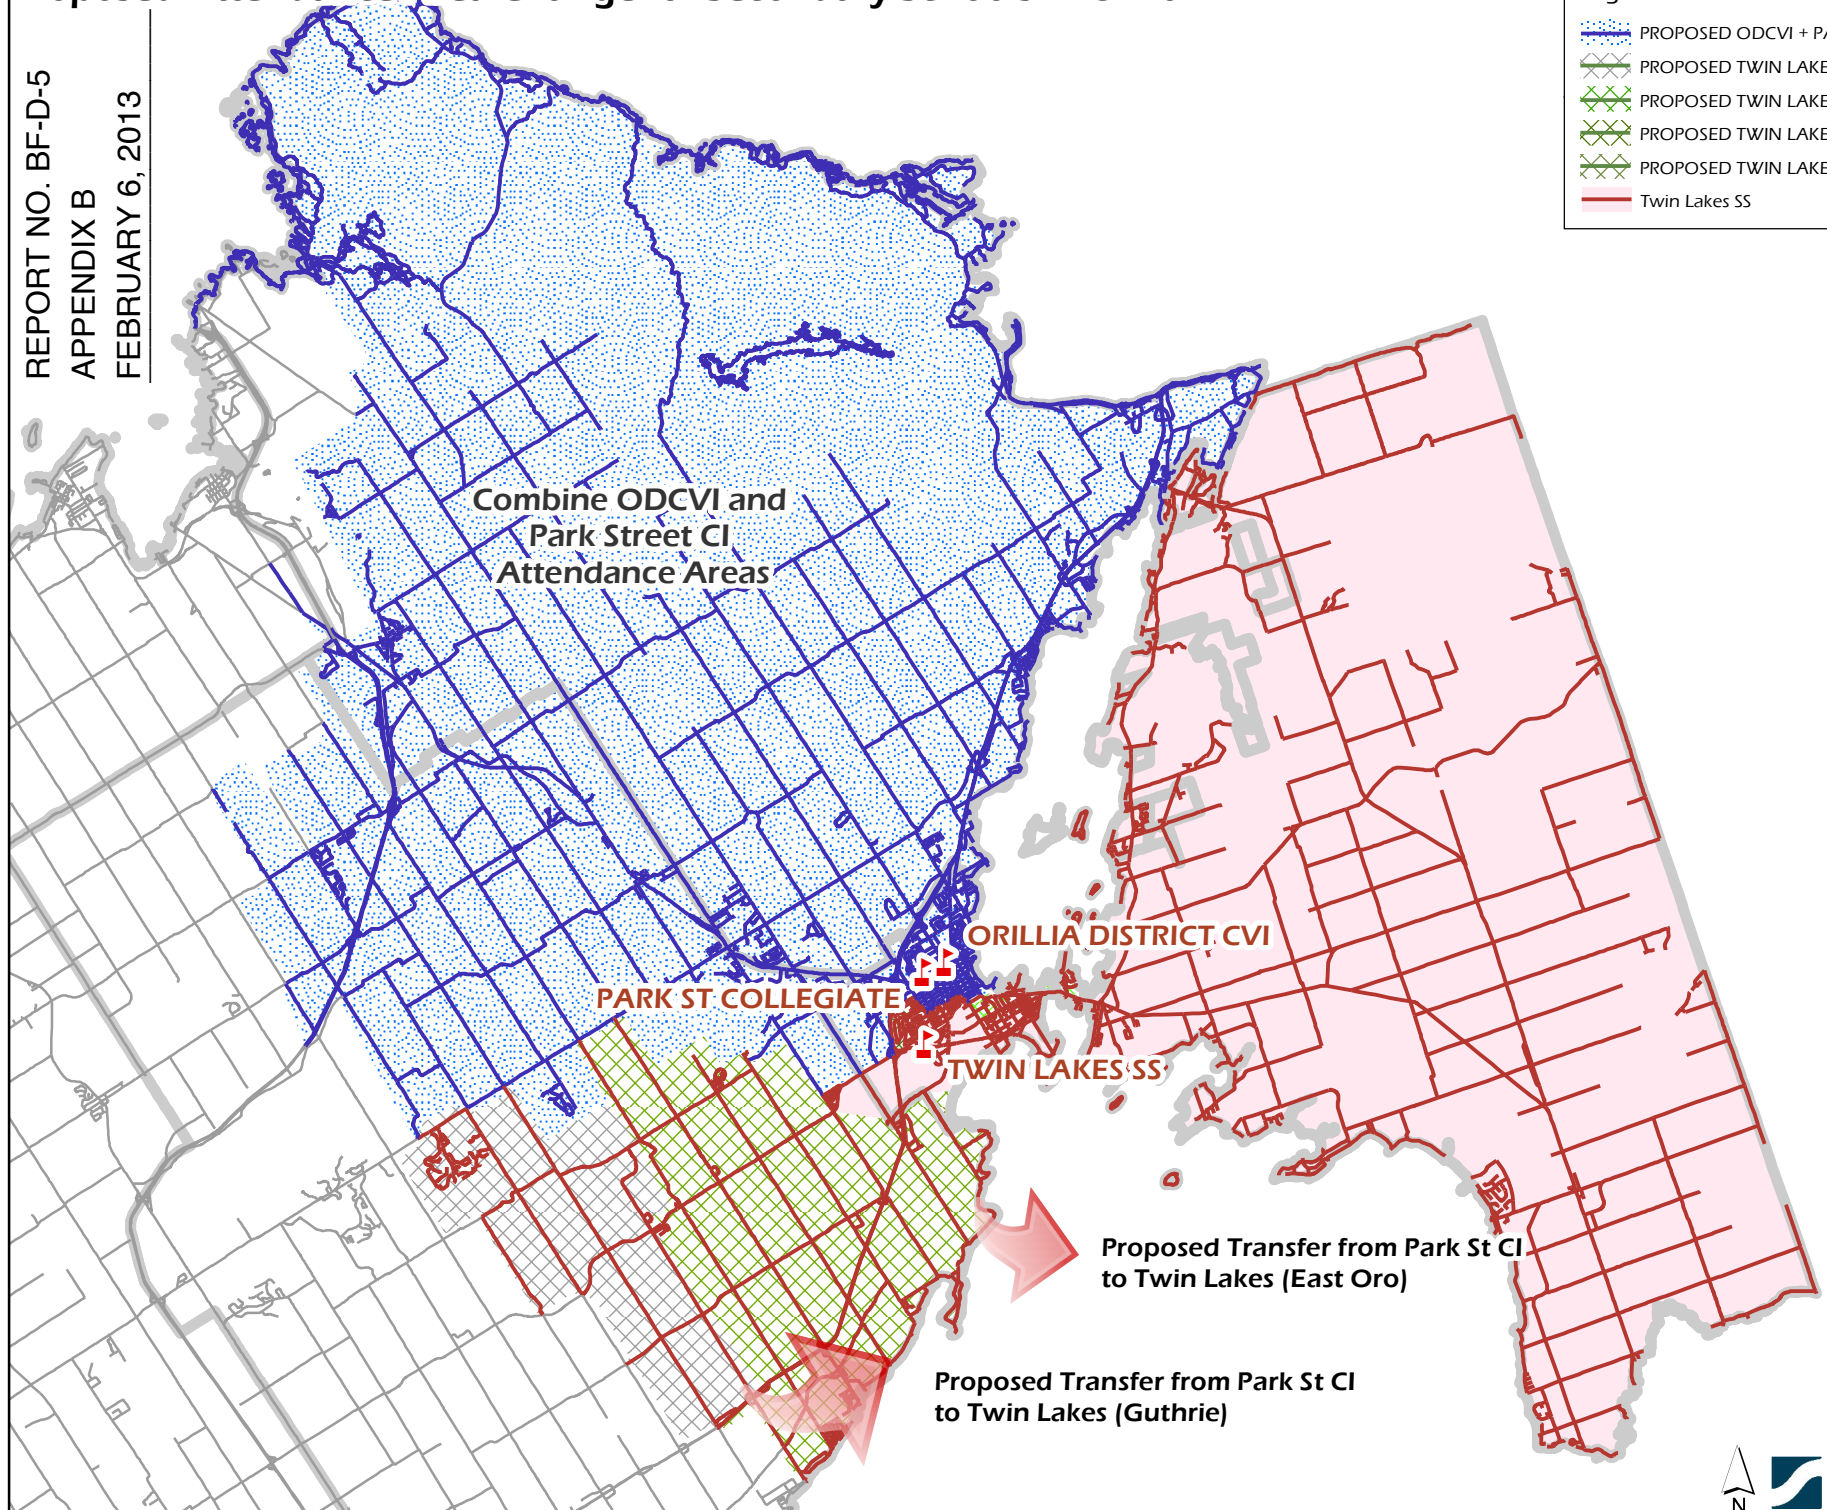 REPORT NO. BF-D-5
APPENDIX B
FEBRUARY 6, 2013
PROPOSED ODCVI +
PROPOSED TWIN LAKE
PROPOSED TWIN LAKE
PROPOSED TWIN LAKE
PROPOSED TWIN LAKE
Twin Lakes SS
Combine ODCVI and
Park Street CI
Attendance Areas
ORILLIA DISTRICT CVI
PARK ST COLLEGIATE
TWIN LAKES SS
Proposed Transfer from Park St CI
to Twin Lakes (East Oro)
Proposed Transfer from Park St CI
to Twin Lakes (Guthrie)
N